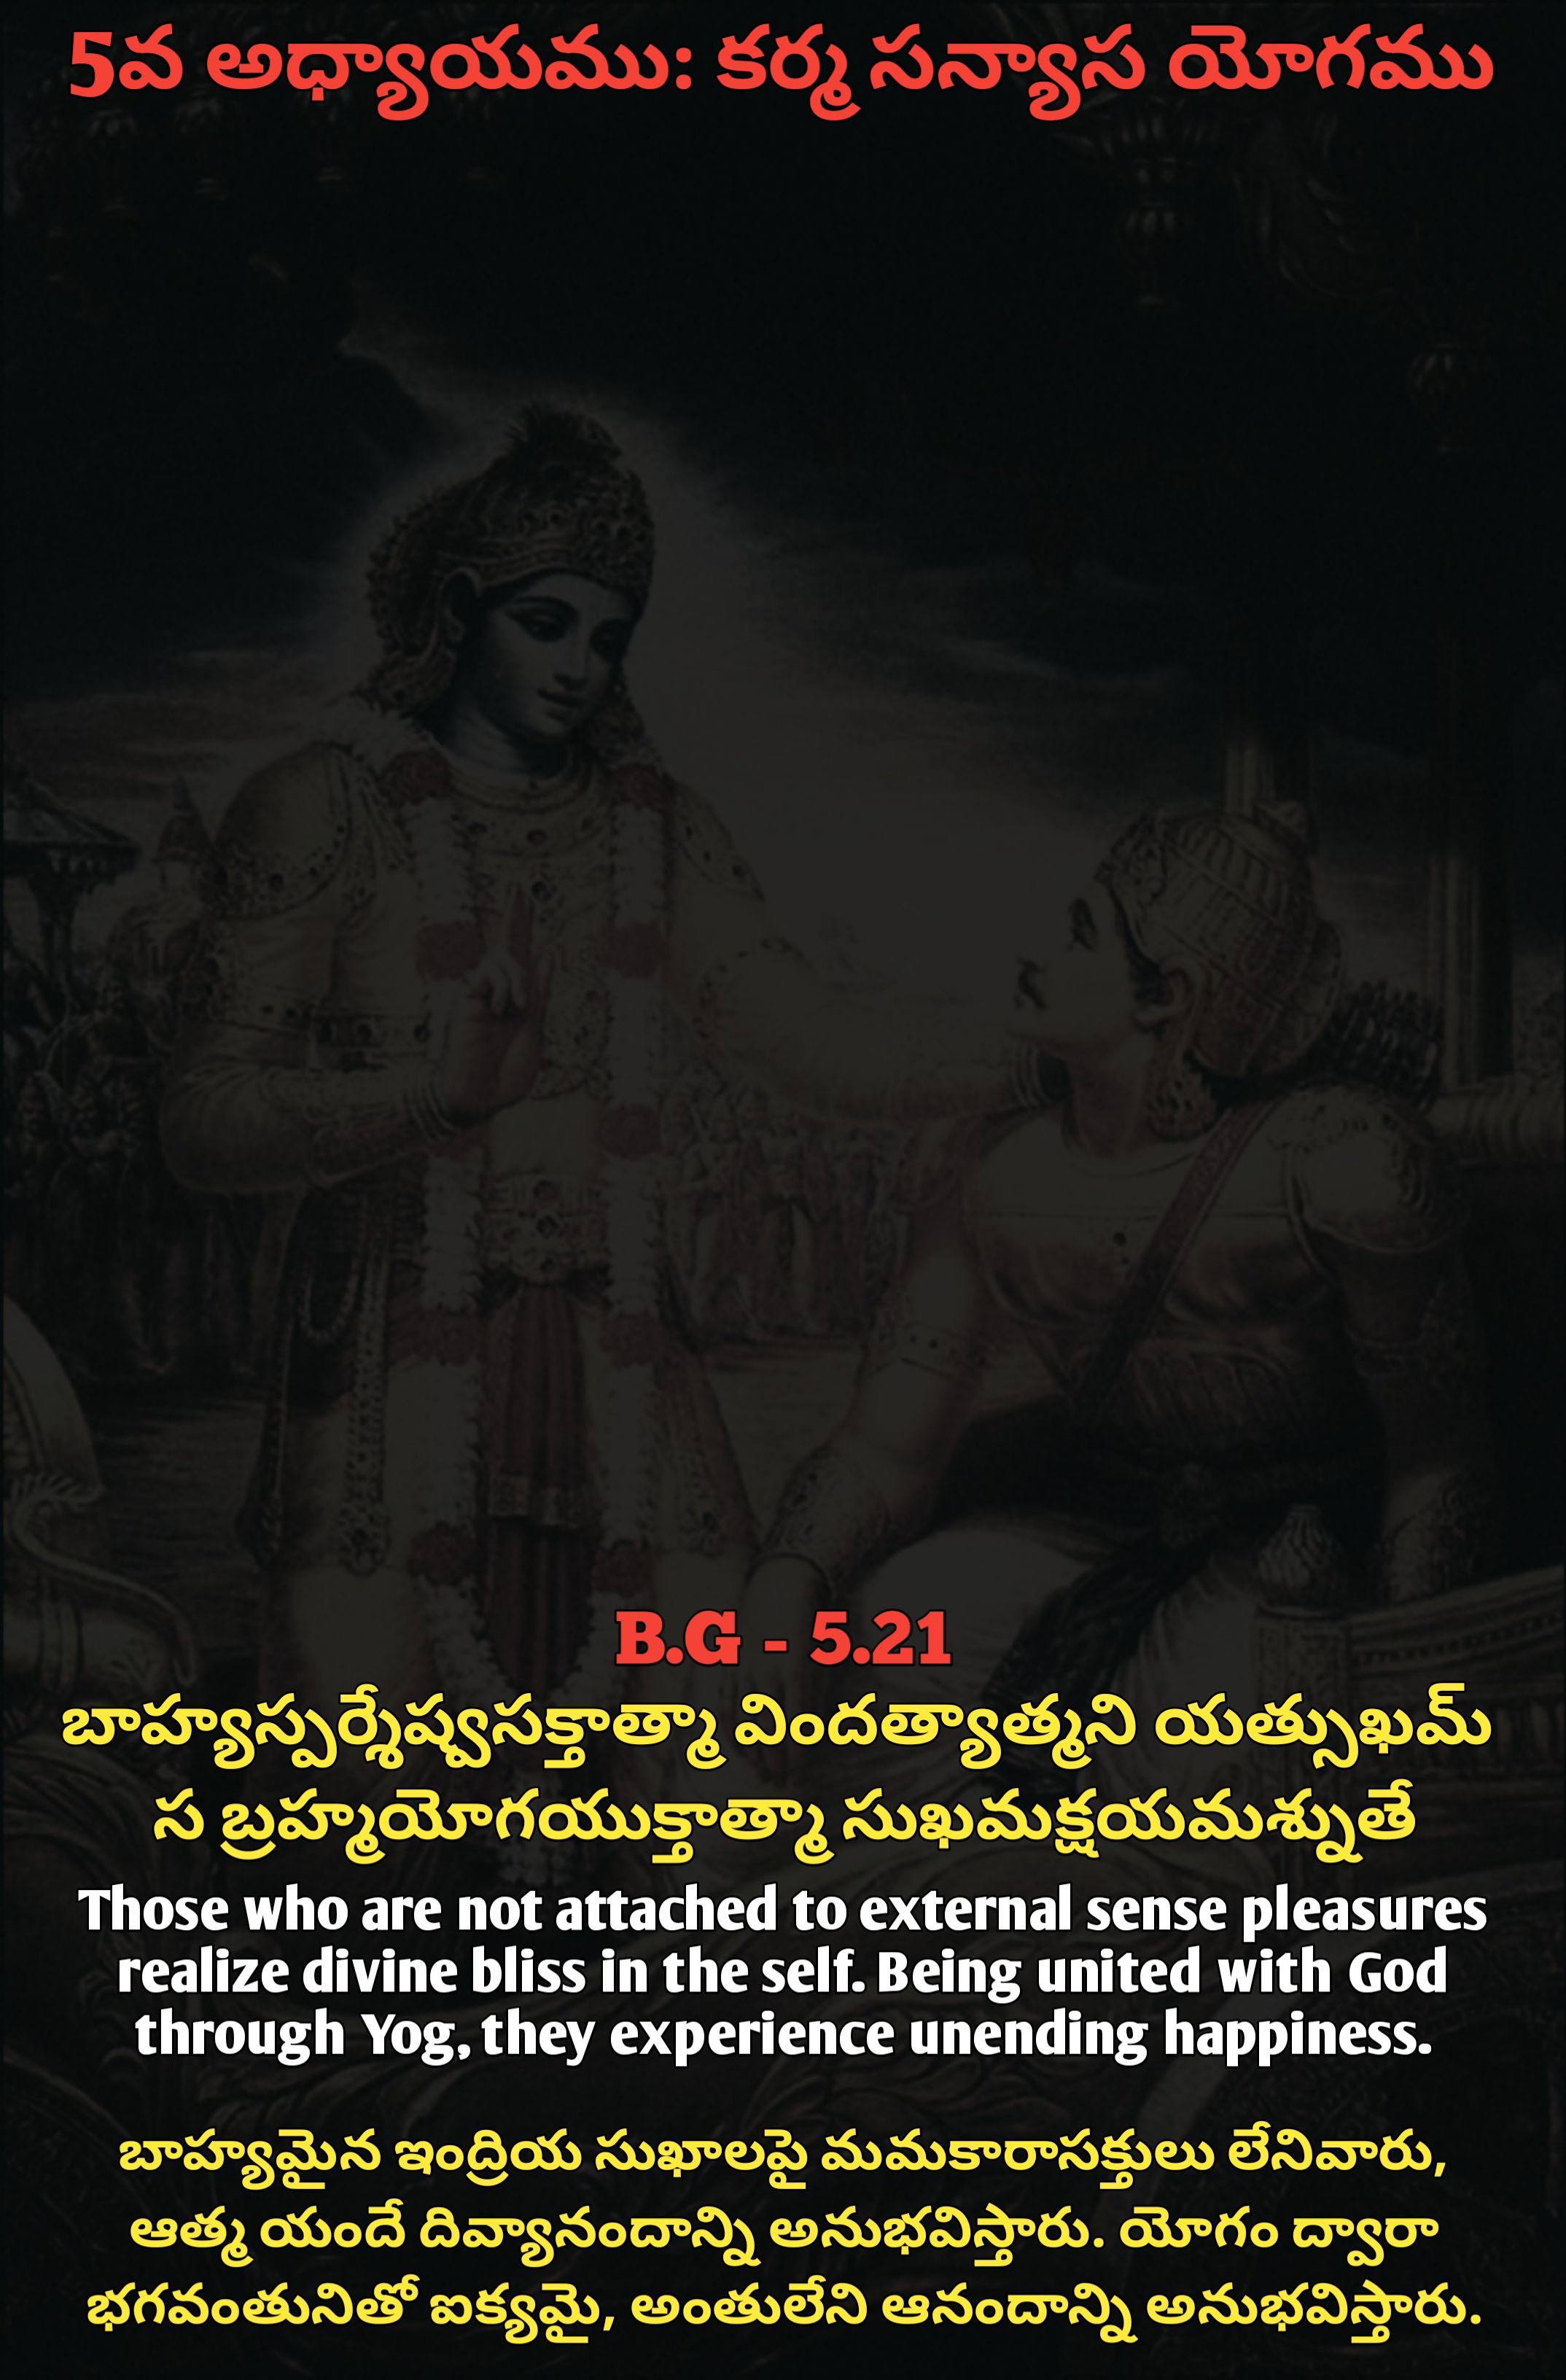 5వ అధ్యాయము: కర్మ సన్యాస యోగము
B.G - 5.21
బాహ్యస్పర్శేష్వసక్తాత్మా విందత్యాత్మని యత్సుఖమ్
స బ్రహ్మయోగయుక్తాత్మా సుఖమక్షయమశ్నుతే
Those who are not attached to external sense pleasures
realize divine bliss in the self. Being united with God
through Yog, they experience unending happiness.
బాహ్యమైన ఇంద్రియ సుఖాలపై మమకారాసక్తులు లేనివారు,
ఆత్మ యందే దివ్యానందాన్ని అనుభవిస్తారు. యోగం ద్వారా
భగవంతునితో ఐక్యమై, అంతులేని ఆనందాన్ని అనుభవిస్తారు.